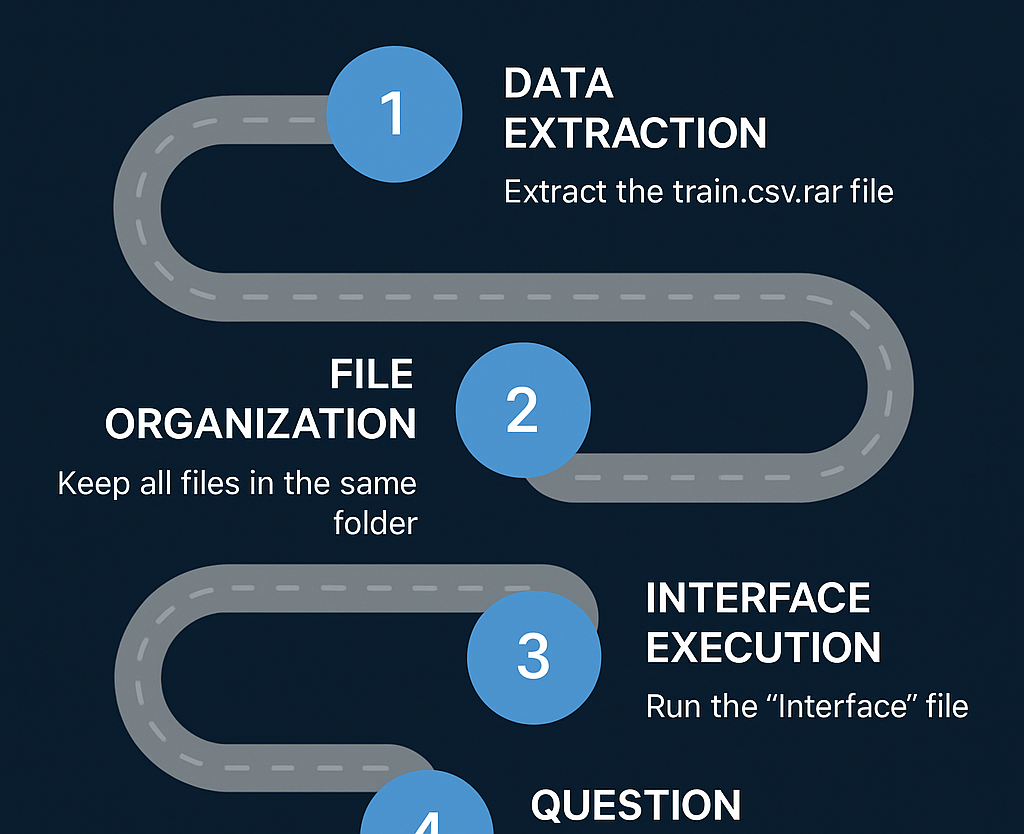 1
DATA
EXTRACTION
Extract the train.csv.rar file
2
FILE
ORGANIZATION
Keep all files in the same
folder
3
INTERFACE
EXECUTION
Run the “Interface” file
4
QUESTION